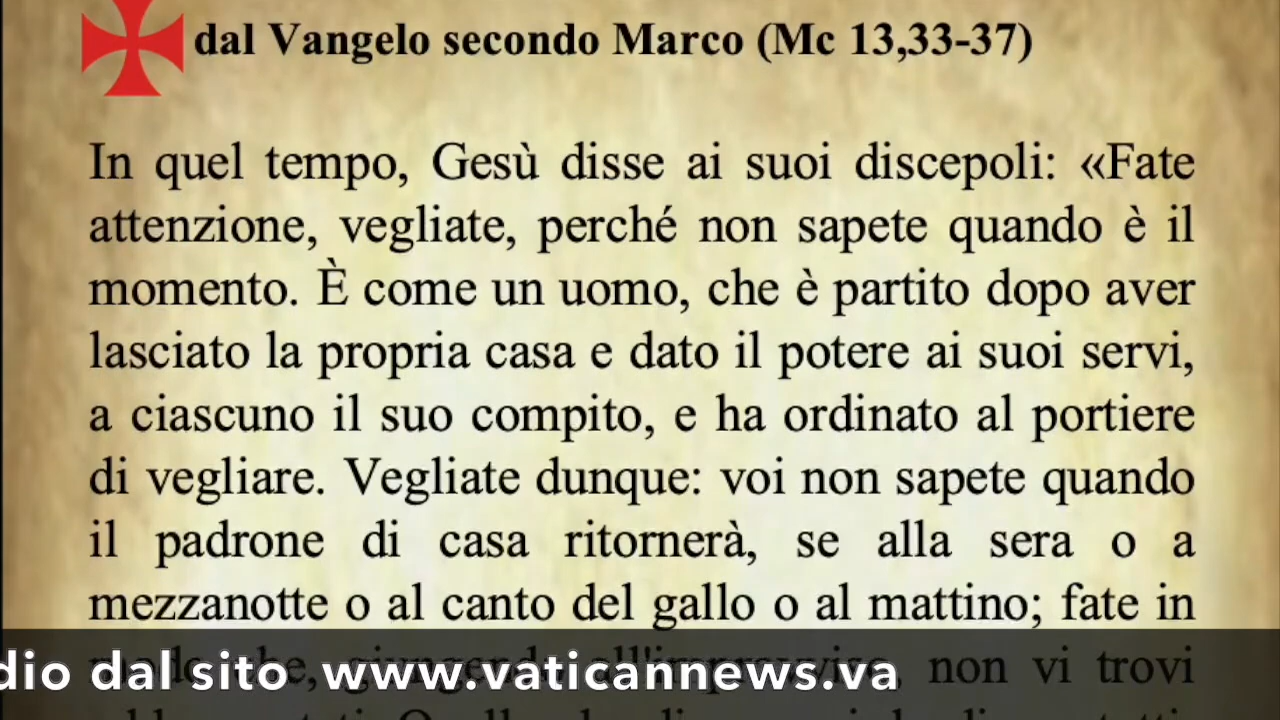 dal Vangelo secondo Marco (Mc 13,33-37)
In quel tempo, Gesù disse ai suoi discepoli: «Fate
attenzione, vegliate, perché non sapete quando è il
momento. È come un uomo, che è partito dopo aver
lasciato la propria casa e dato il potere ai suoi servi,
a ciascuno il suo compito, e ha ordinato al portiere
di vegliare. Vegliate dunque: voi non sapete quando
il padrone di casa ritornerà, se alla sera o a
mezzanotte o al canto del gallo o al mattino; fate in
non vi trovi
dal sito www.vaticannews.va